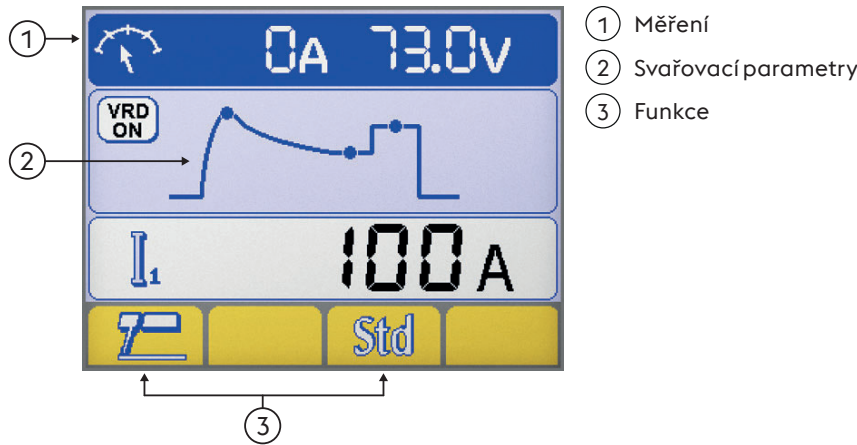 1 Měření
0A 73.0V
2 Svařovací parametry
VRD
ON
3 Funkce
1
2
I1 100A
Std
3